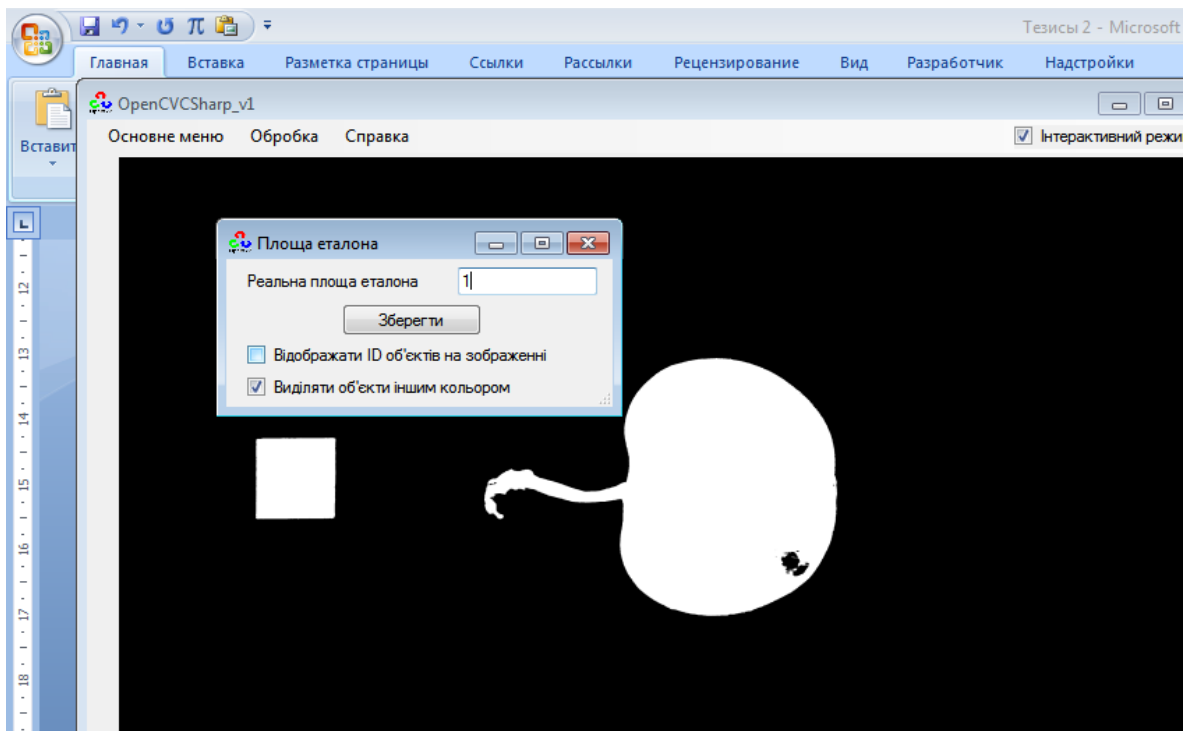 Тезисы 2 - Microsoft
Главная Вставка Разметка страницы Ссылки Рассылки Рецензирование Вид Разработчик Надстройки
Вставит
OpenCVCSharp_v1
Основне меню Обробка Справка Інтерактивний режи
Площа еталона
Реальна площа еталона 1
Зберегти
Відображати ID об'єктів на зображенні
Виділяти об'єкти іншим кольором
12
13
14
15
16
17
18